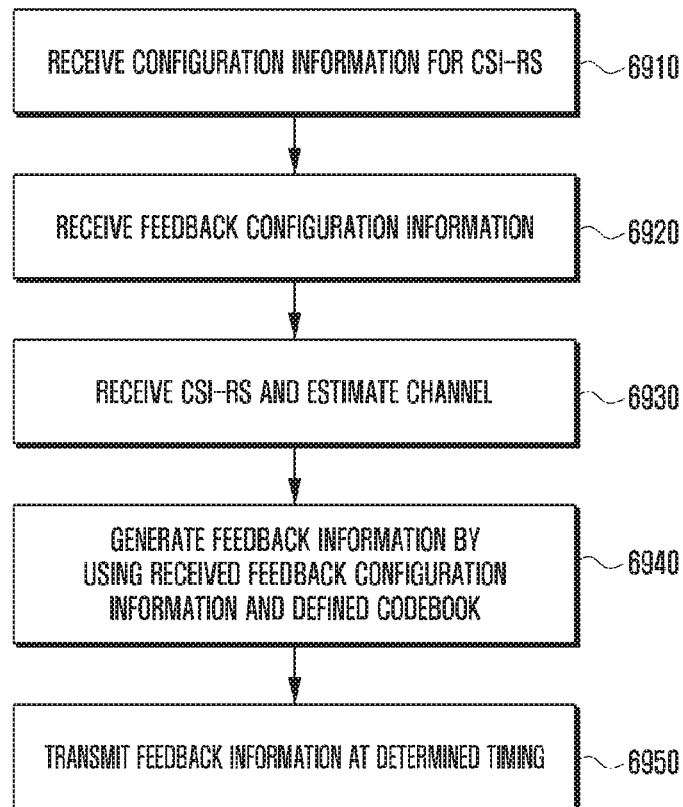 RECEIVE CONFIGURATION INFORMATION FOR CSI-RS
6910
RECEIVE FEEDBACK CONFIGURATION INFORMATION
6920
RECEIVE CSI-RS AND ESTIMATE CHANNEL
6930
GENERATE FEEDBACK INFORMATION BY
USING RECEIVED FEEDBACK CONFIGURATION
INFORMATION AND DEFINED CODEBOOK
6940
TRANSMIT FEEDBACK INFORMATION AT DETERMINED TIMING
6950